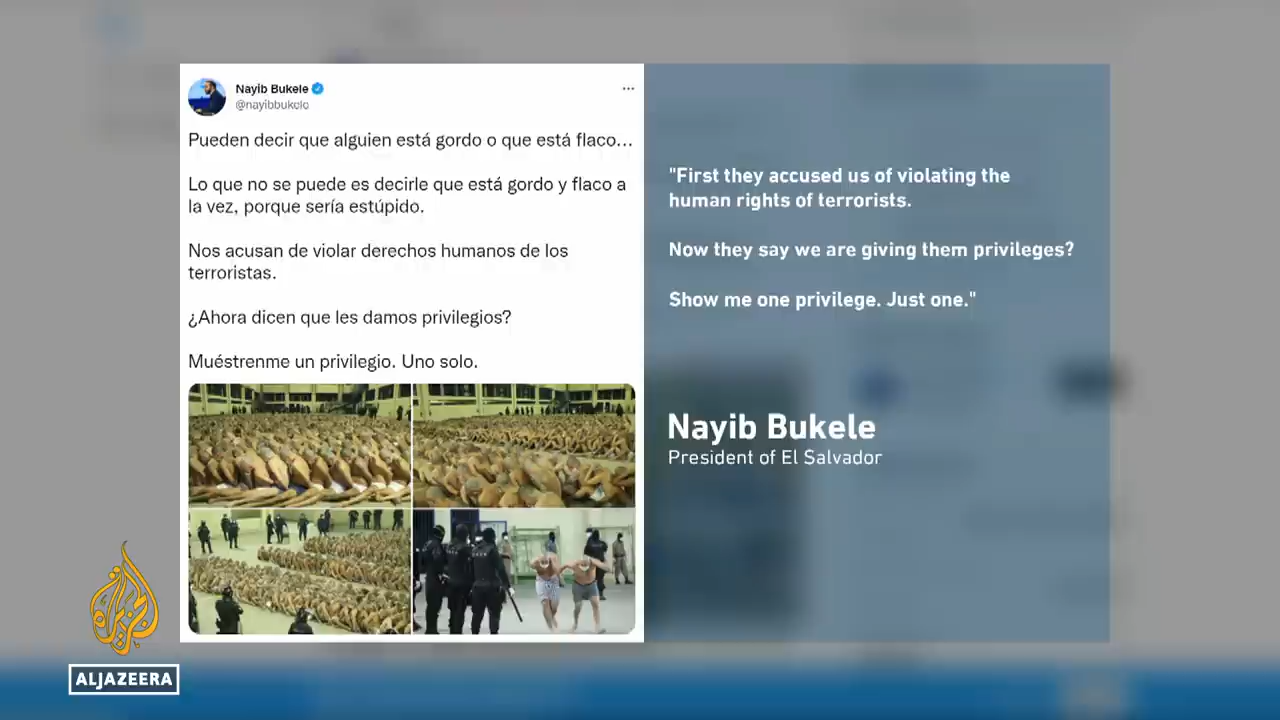 Nayib Bukele
@nayibbukele
Pueden decir que alguien está gordo o que está flaco...
Lo que no se puede es decirle que está gordo y flaco a
la vez, porque sería estúpido.
Nos acusan de violar derechos humanos de los
terroristas.
¿Ahora dicen que les damos privilegios?
Muéstrenme un privilegio. Uno solo.
"First they accused us of violating the
human rights of terrorists.
Now they say we are giving them privileges?
Show me one privilege. Just one."
Nayib Bukele
President of El Salvador
الجزيرة
ALJAZEERA